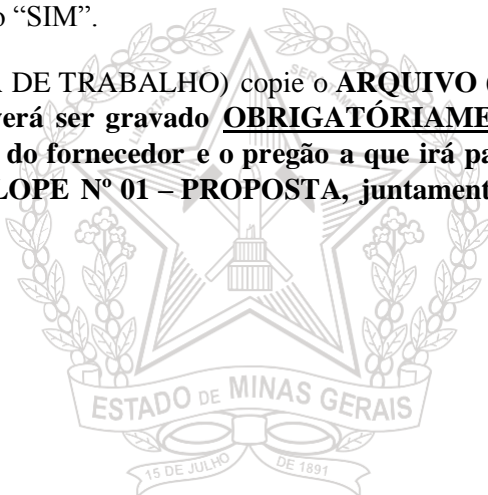 o “SIM”.
DE TRABALHO) copie o ARQUIVO
verá ser gravado OBRIGATÓRIAME
do fornecedor e o pregão a que irá pa
LOPE Nº 01 – PROPOSTA, juntament
ESTADO DE MINAS GERAIS
15 DE JULHO DE 1891